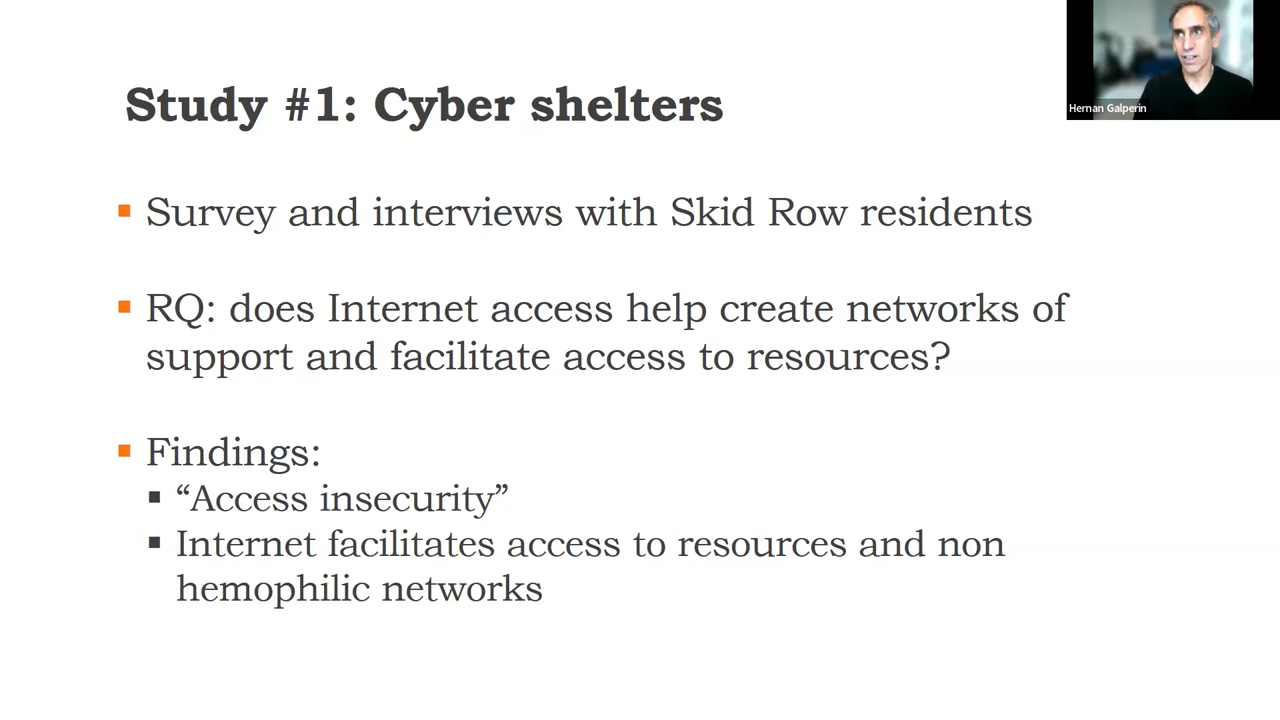 Study #1: Cyber shelters
Hernan Galperin
Survey and interviews with Skid Row residents
RQ: does Internet access help create networks of
support and facilitate access to resources?
Findings:
“Access insecurity”
Internet facilitates access to resources and non
hemophilic networks